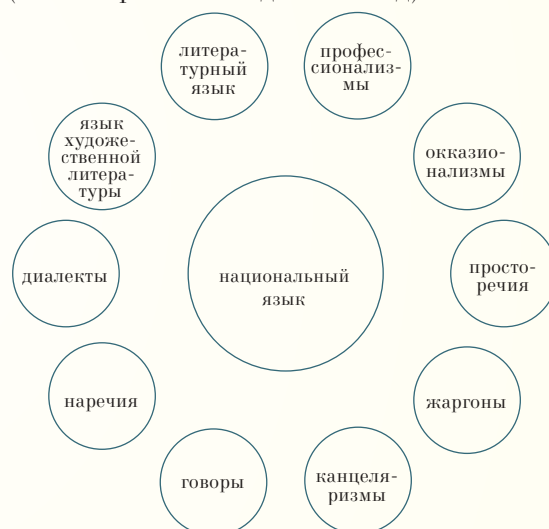 литера-
турный
язык
профес-
сионализ-
мы
язык
художе-
ственной
литера-
туры
окказио-
нализмы
диалекты
национальный
язык
просто-
речия
наречия
жаргоны
говоры
канцеля-
ризмы